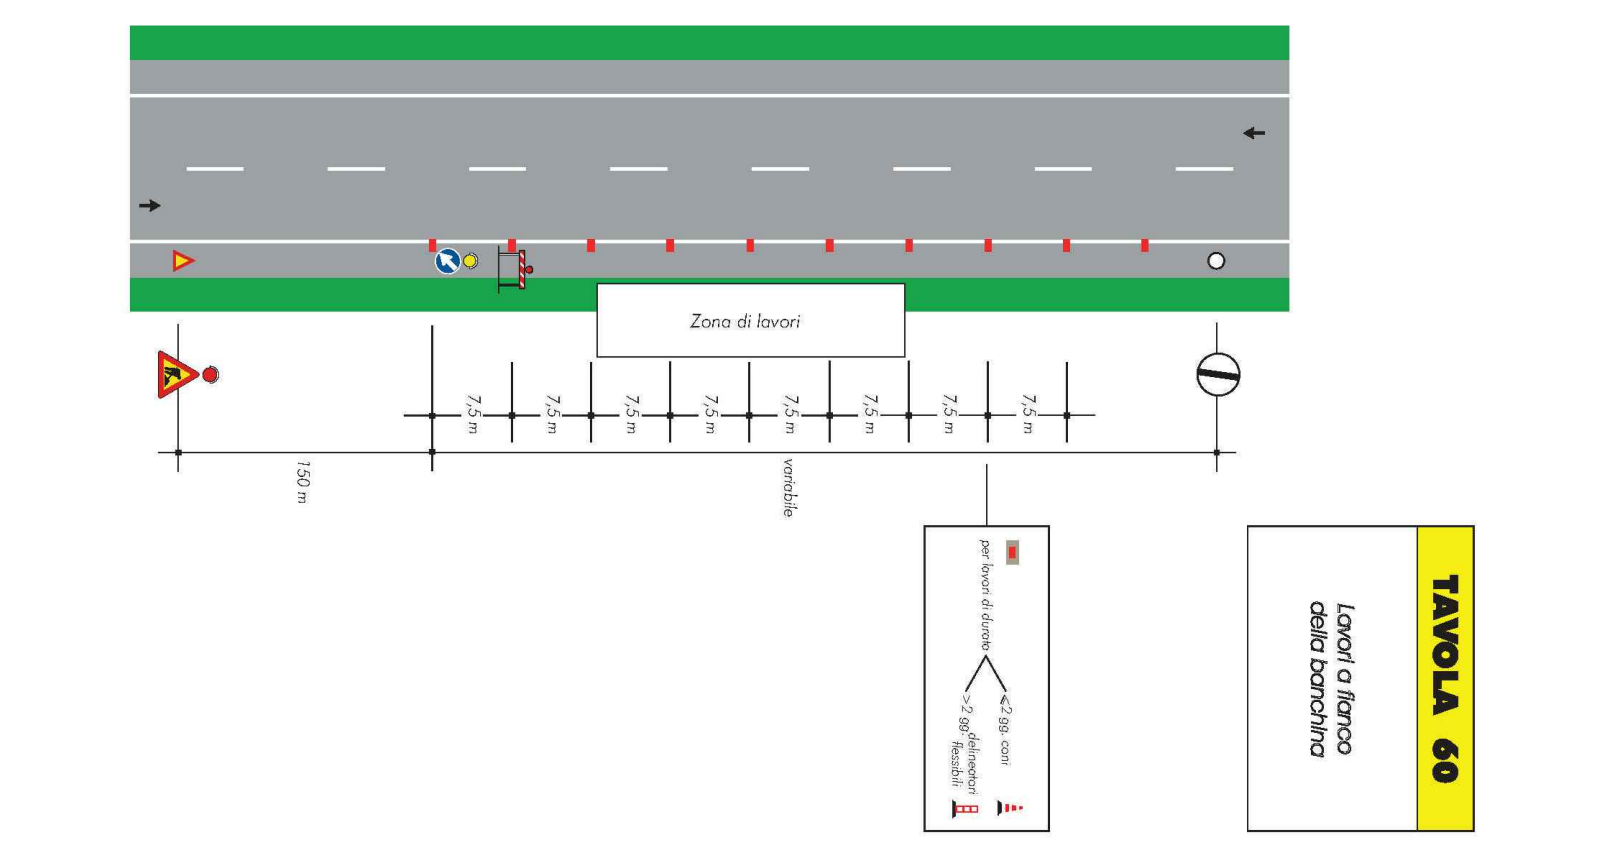 Zona di lavori
7,5 m
7,5 m
7,5 m
7,5 m
7,5 m
7,5 m
7,5 m
7,5 m
150 m
variabile
per lavori di durata
⩽2 gg. coni
>2 gg. delineatori
flessibili
TAVOLA 60
Lavori a fianco
della banchina